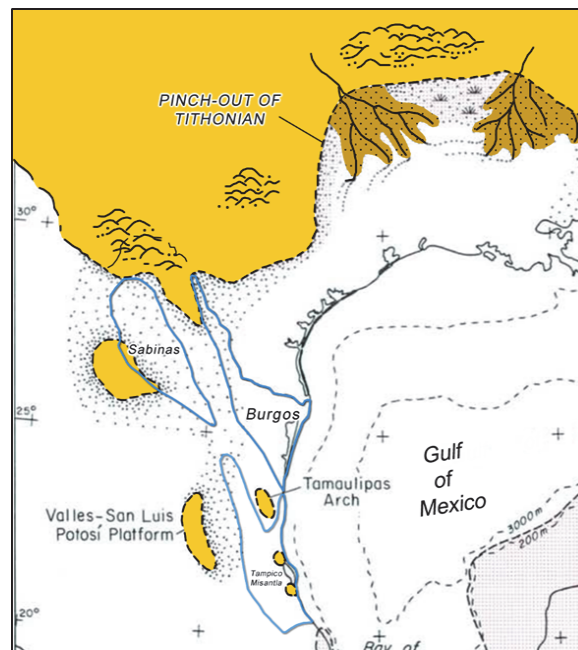 PINCH-OUT OF
TITHONIAN
30°
Sabinas
25°
Burgos
Gulf
of
Mexico
Tamaulipas
Arch
Valles-San Luis
Potosí Platform
3000m
200m
Tampico
Misantla
20°
Bay of